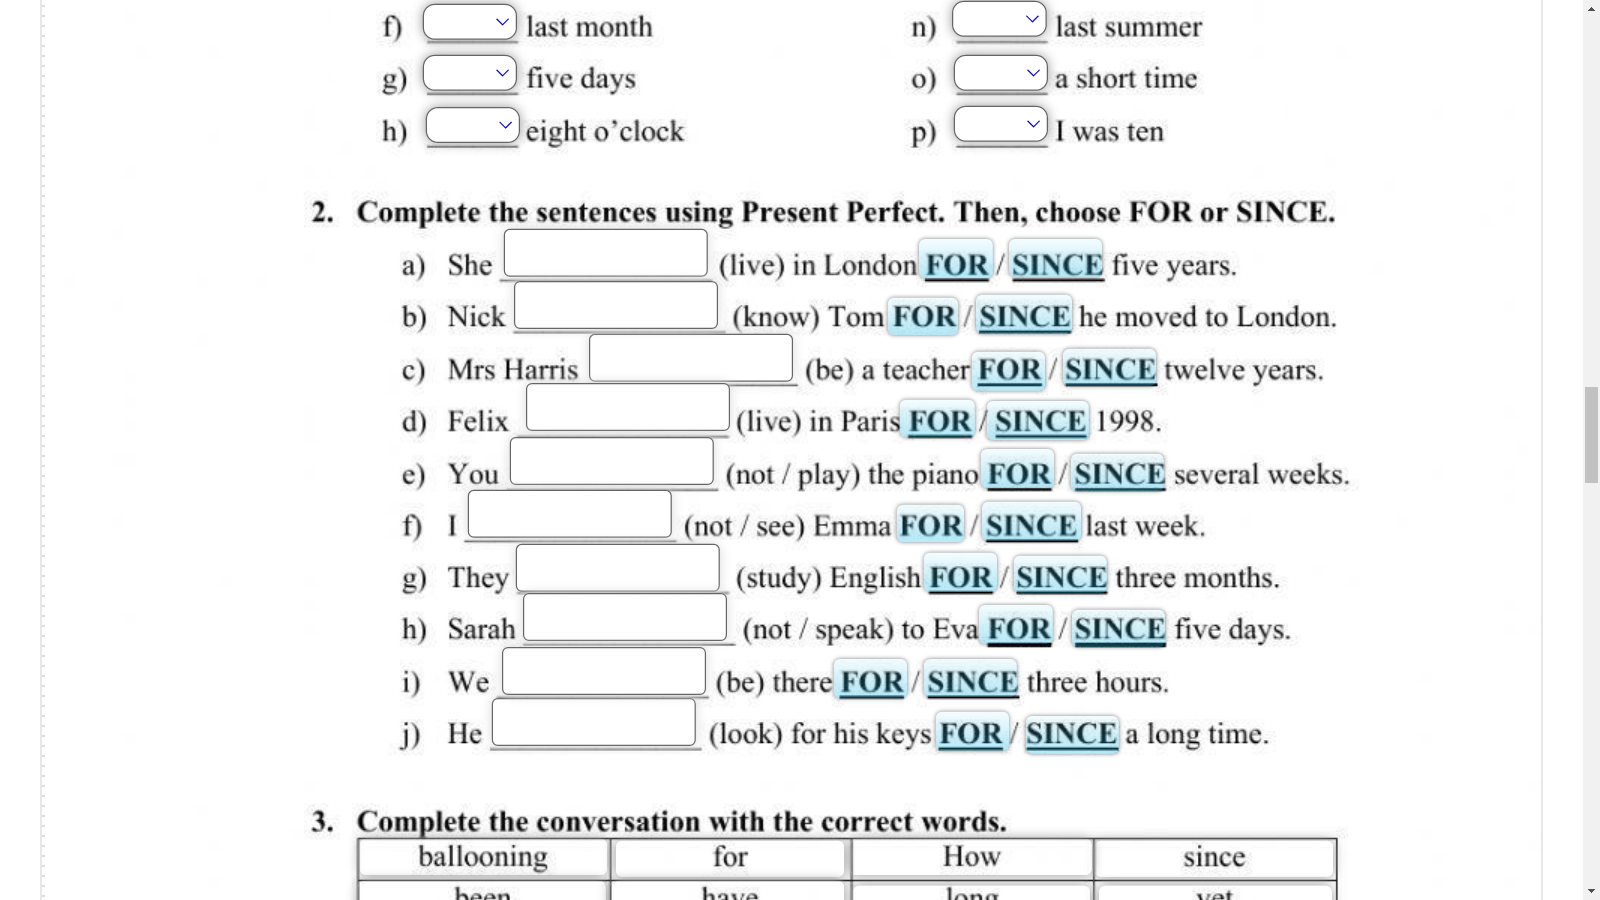 f) last month n) last summer
g) five days o) a short time
h) eight o’clock p) I was ten
2. Complete the sentences using Present Perfect. Then, choose FOR or SINCE.
a) She (live) in London FOR / SINCE five years.
b) Nick (know) Tom FOR / SINCE he moved to London.
c) Mrs Harris (be) a teacher FOR / SINCE twelve years.
d) Felix (live) in Paris FOR / SINCE 1998.
e) You (not / play) the piano FOR / SINCE several weeks.
f) I (not / see) Emma FOR / SINCE last week.
g) They (study) English FOR / SINCE three months.
h) Sarah (not / speak) to Eva FOR / SINCE five days.
i) We (be) there FOR / SINCE three hours.
j) He (look) for his keys FOR / SINCE a long time.
3. Complete the conversation with the correct words.
ballooning for How since
been have long yet